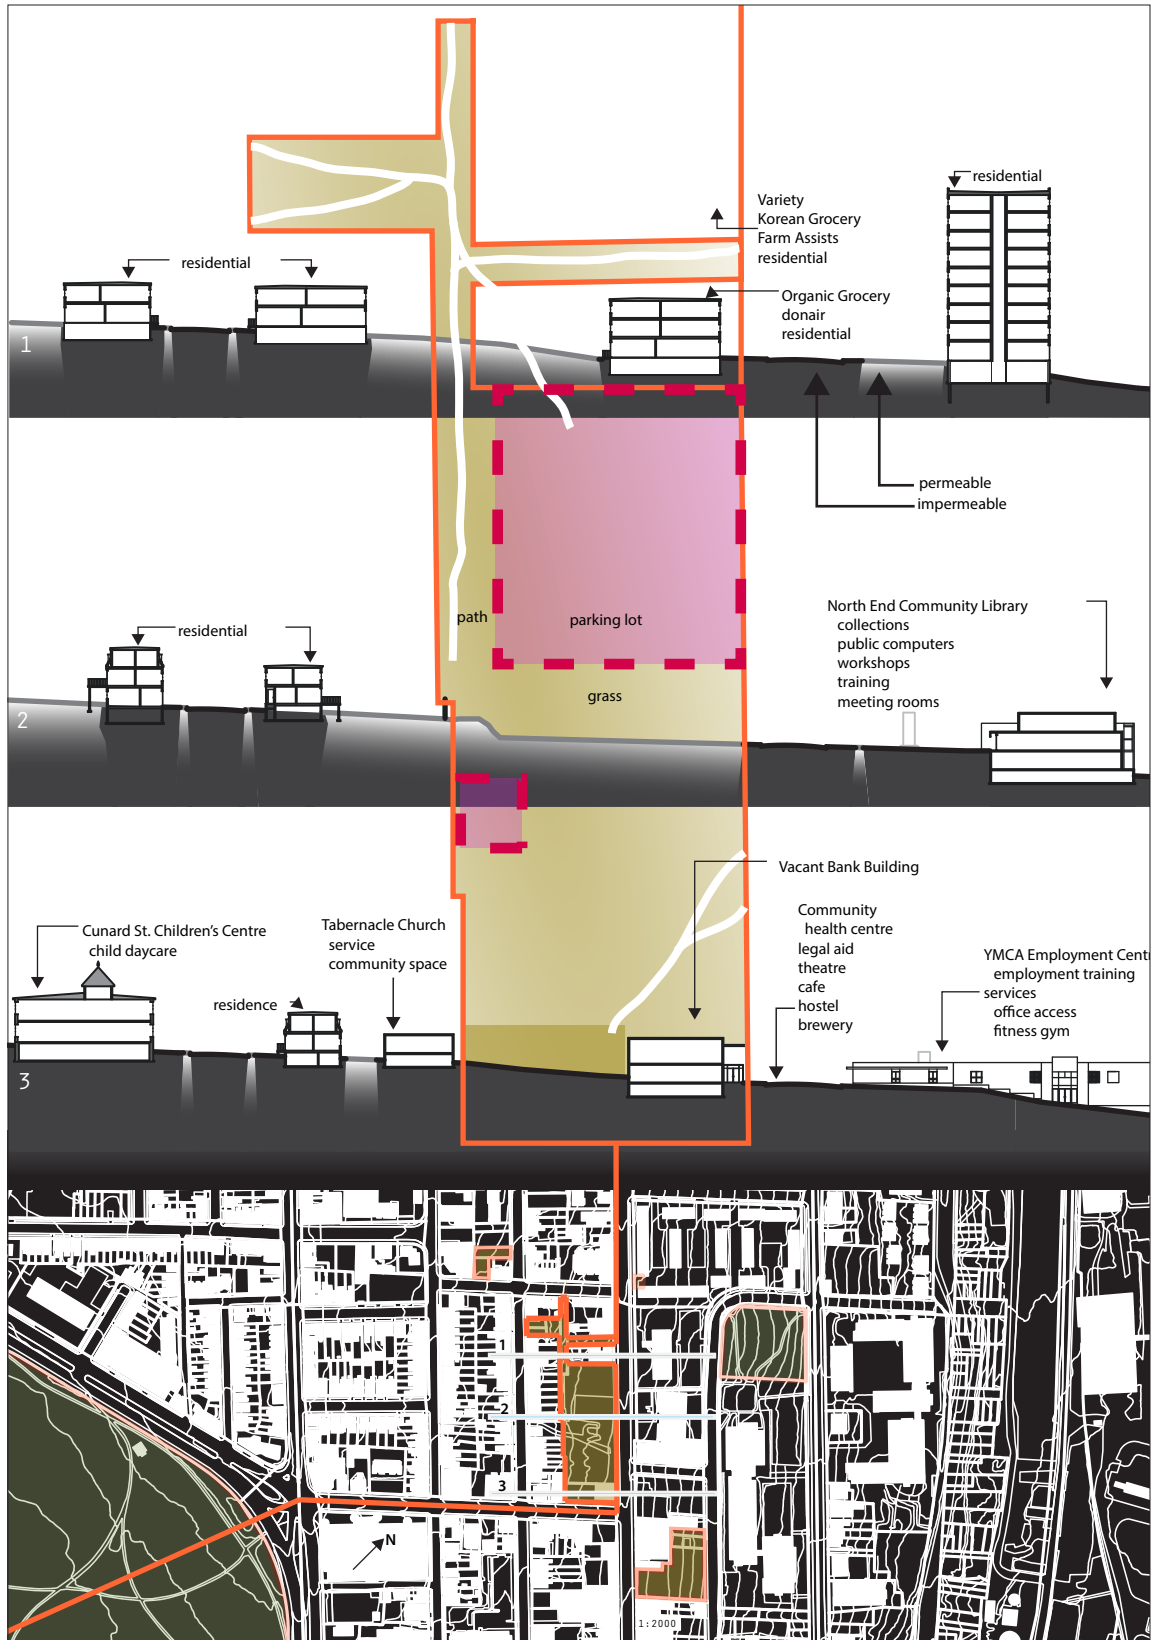 residential
Variety
Korean Grocery
Farm Assists
residential
residential
Organic Grocery
donair
residential
1
permeable
impermeable
North End Community Library
collections
public computers
workshops
training
meeting rooms
path
parking lot
residential
grass
2
Vacant Bank Building
Community
health centre
legal aid
theatre
cafe
hostel
brewery
Cunard St. Children's Centre
child daycare
Tabernacle Church
service
community space
YMCA Employment Cent
employment training
services
office access
fitness gym
residence
3
1
2
3
N
1:2000